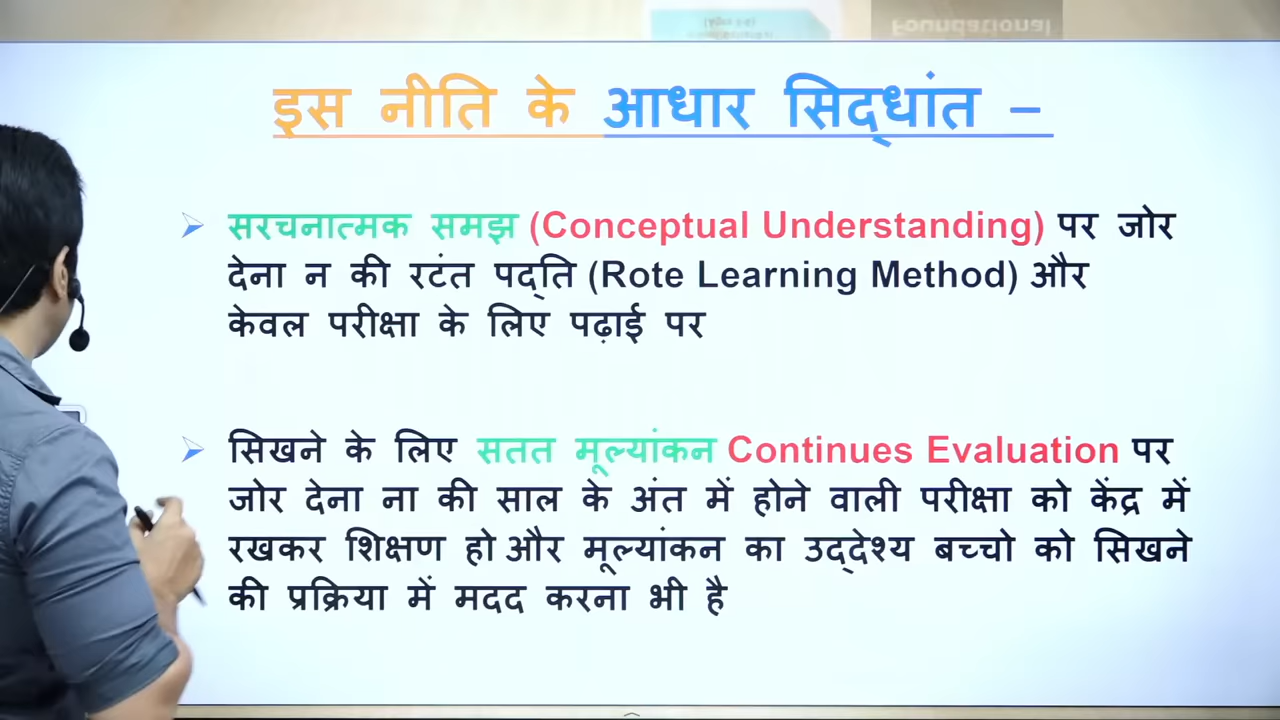 Foundational
इस नीति के आधार सिद्धांत –
सरचनात्मक समझ (Conceptual Understanding) पर जोर
देना न की रटंत पद्ति (Rote Learning Method) और
केवल परीक्षा के लिए पढ़ाई पर
सिखने के लिए सतत मूल्यांकन Continues Evaluation पर
जोर देना ना की साल के अंत में होने वाली परीक्षा को केंद्र में
रखकर शिक्षण हो और मूल्यांकन का उद्देश्य बच्चो को सिखने
की प्रक्रिया में मदद करना भी है